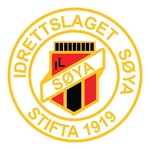 IDRETTSLAGET SØYA
IL
SØYA
STIFTA 1919